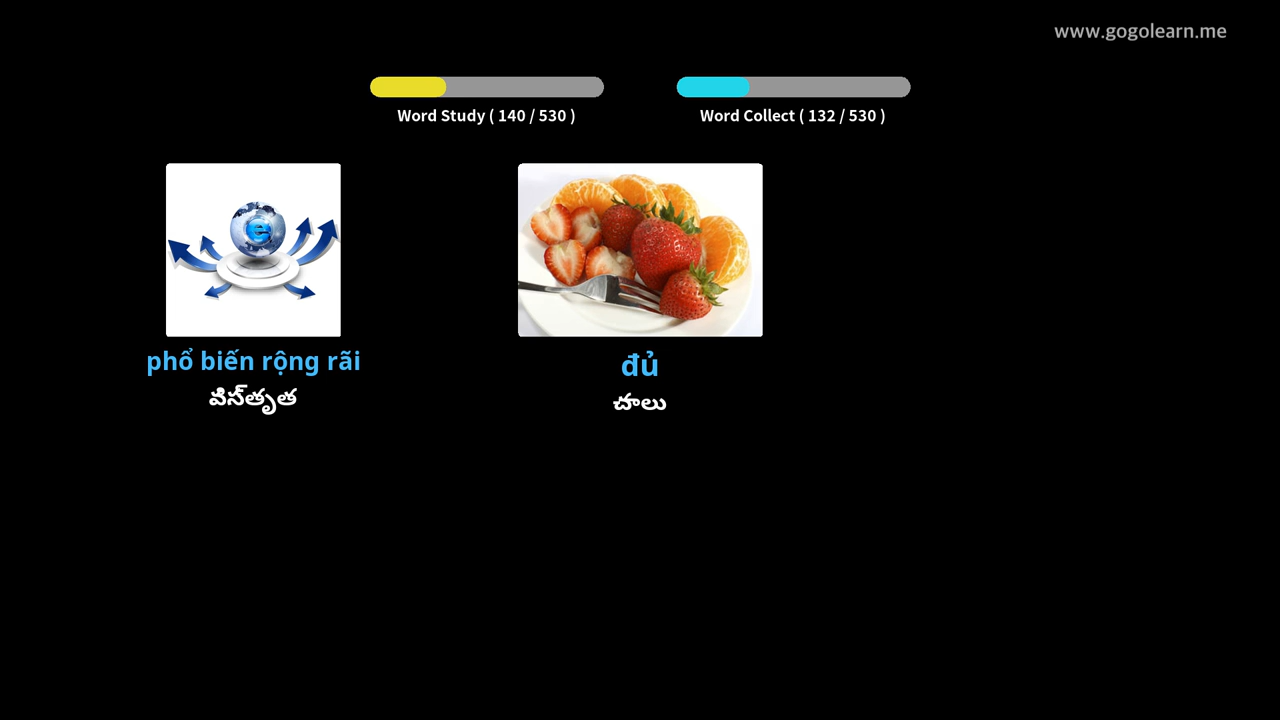 www.gogolearn.me
Word Study ( 140 / 530 )
Word Collect ( 132 / 530 )
e
phổ biến rộng rãi
విస్తృత
đủ
చాలు